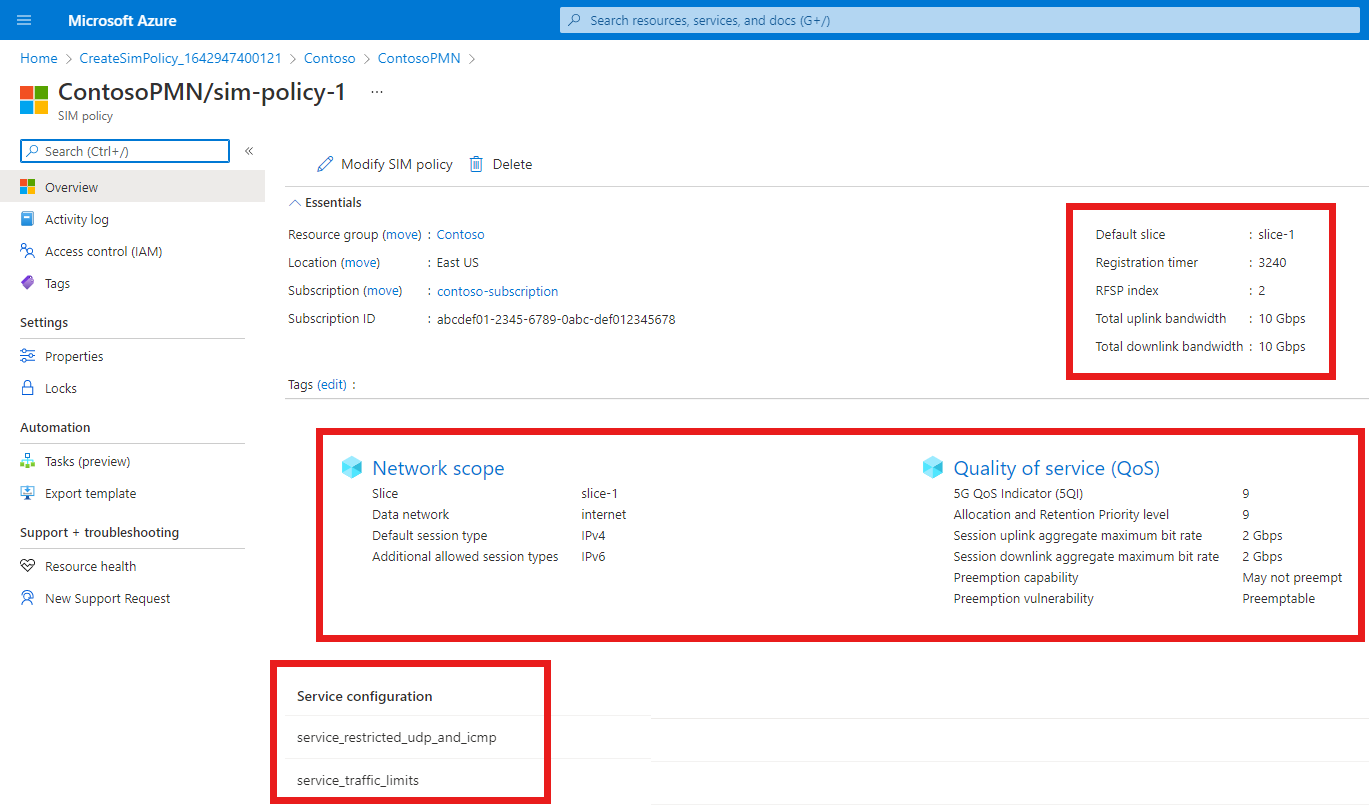 Microsoft Azure
Search resources, services, and docs (G+/)
Home > CreateSimPolicy_1642947400121 > Contoso > ContosoPMN >
ContosoPMN/sim-policy-1 ...
SIM policy
Search (Ctrl+/) «
Overview
Activity log
Access control (IAM)
Tags
Settings
Properties
Locks
Automation
Tasks (preview)
Export template
Support + troubleshooting
Resource health
New Support Request
Modify SIM policy Delete
Essentials
Resource group (move) : Contoso
Location (move) : East US
Subscription (move) : contoso-subscription
Subscription ID : abcdef01-2345-6789-0abc-def012345678
Default slice : slice-1
Registration timer : 3240
RFSP index : 2
Total uplink bandwidth : 10 Gbps
Total downlink bandwidth : 10 Gbps
Tags (edit) :
Network scope
Slice slice-1
Data network internet
Default session type IPv4
Additional allowed session types IPv6
Quality of service (QoS)
5G QoS Indicator (5QI) 9
Allocation and Retention Priority level 9
Session uplink aggregate maximum bit rate 2 Gbps
Session downlink aggregate maximum bit rate 2 Gbps
Preemption capability May not preempt
Preemption vulnerability Preemptable
Service configuration
service_restricted_udp_and_icmp
service_traffic_limits